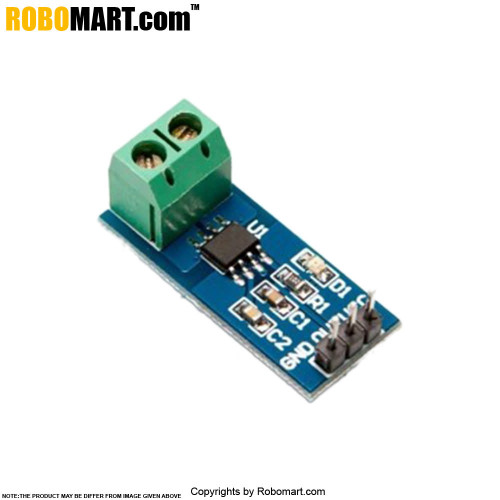 ROBOMART.com™
U1
D1
R1
C1
C2
VCC
GND
NOTE:THE PRODUCT MAY BE DIFFER FROM IMAGE GIVEN ABOVE
Copyrights by Robomart.com